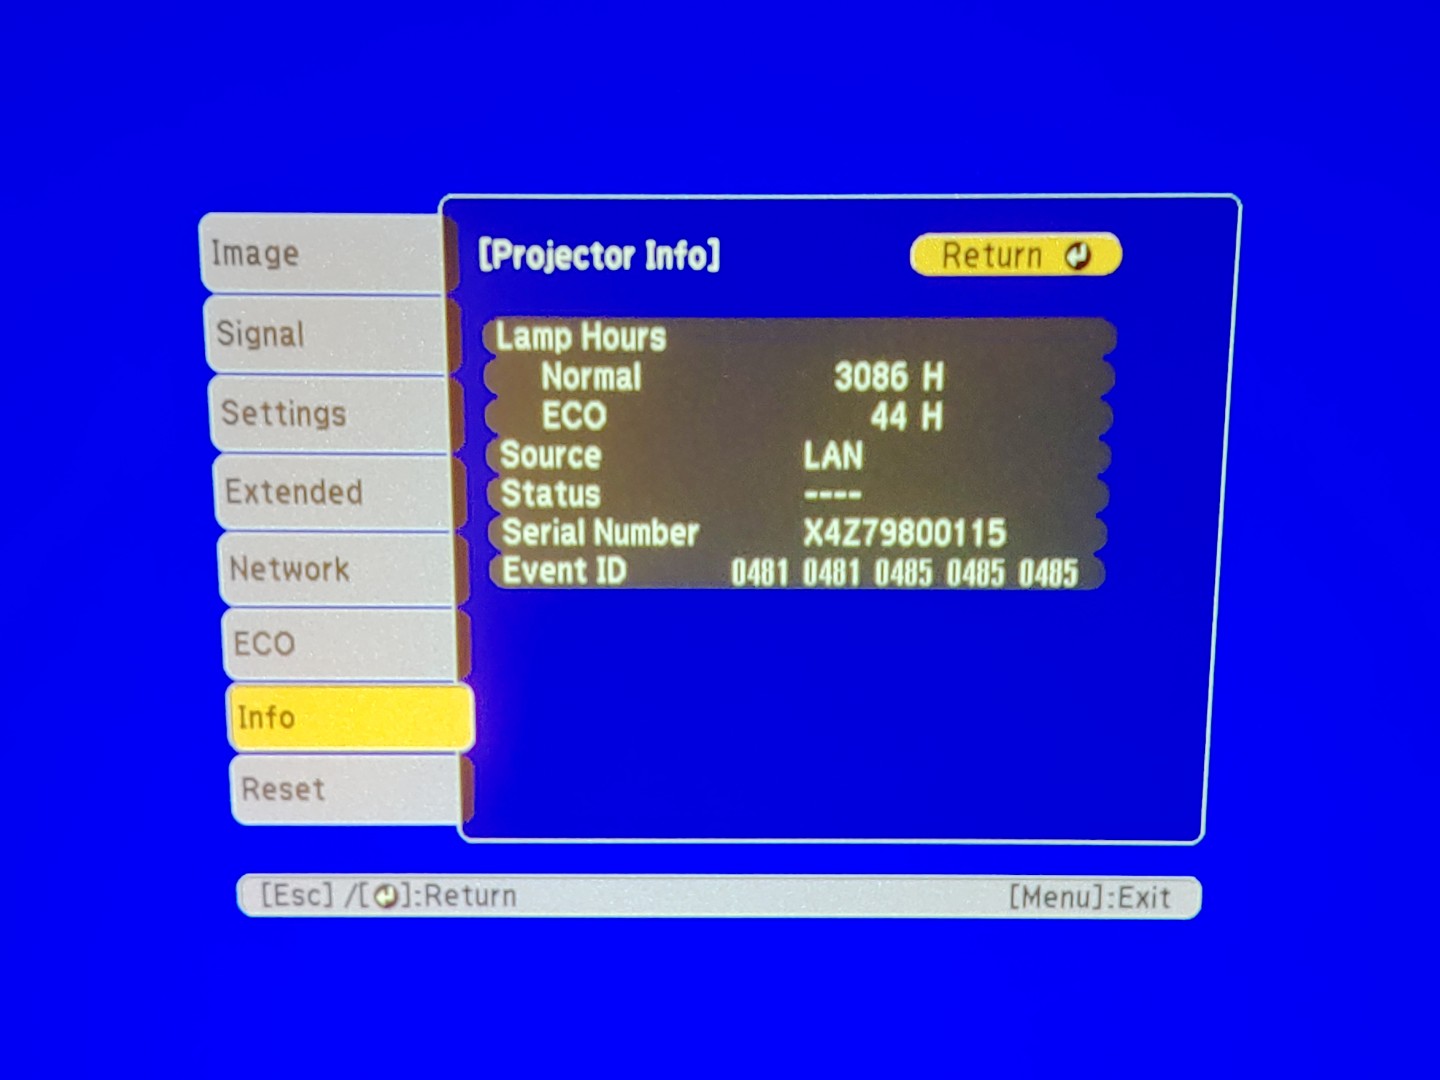 Image
Signal
Settings
Extended
Network
ECO
Info
Reset
[Projector Info]
Return
Lamp Hours
Normal 3086 H
ECO 44 H
Source LAN
Status ----
Serial Number X4Z79800115
Event ID 0481 0481 0485 0485 0485
[Esc] /[↵]:Return [Menu]:Exit